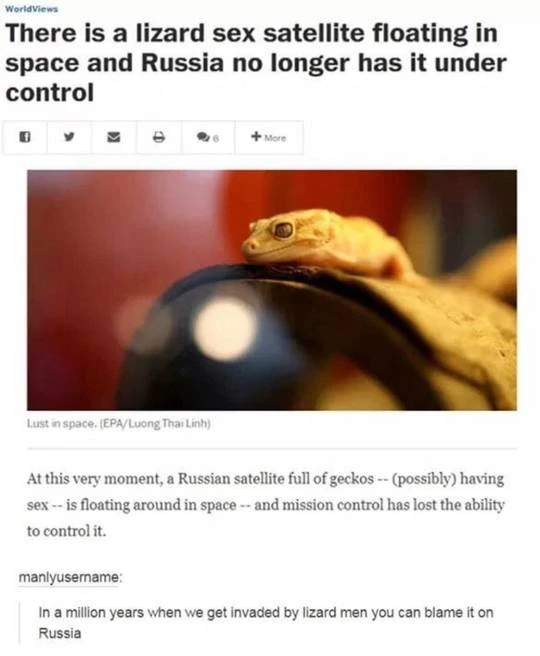 WorldViews
There is a lizard sex satellite floating in
space and Russia no longer has it under
control
6
+ More
Lust in space. (EPA/Luong Thai Linh)
At this very moment, a Russian satellite full of geckos -- (possibly) having
sex -- is floating around in space -- and mission control has lost the ability
to control it.
manlyusername:
In a million years when we get invaded by lizard men you can blame it on
Russia